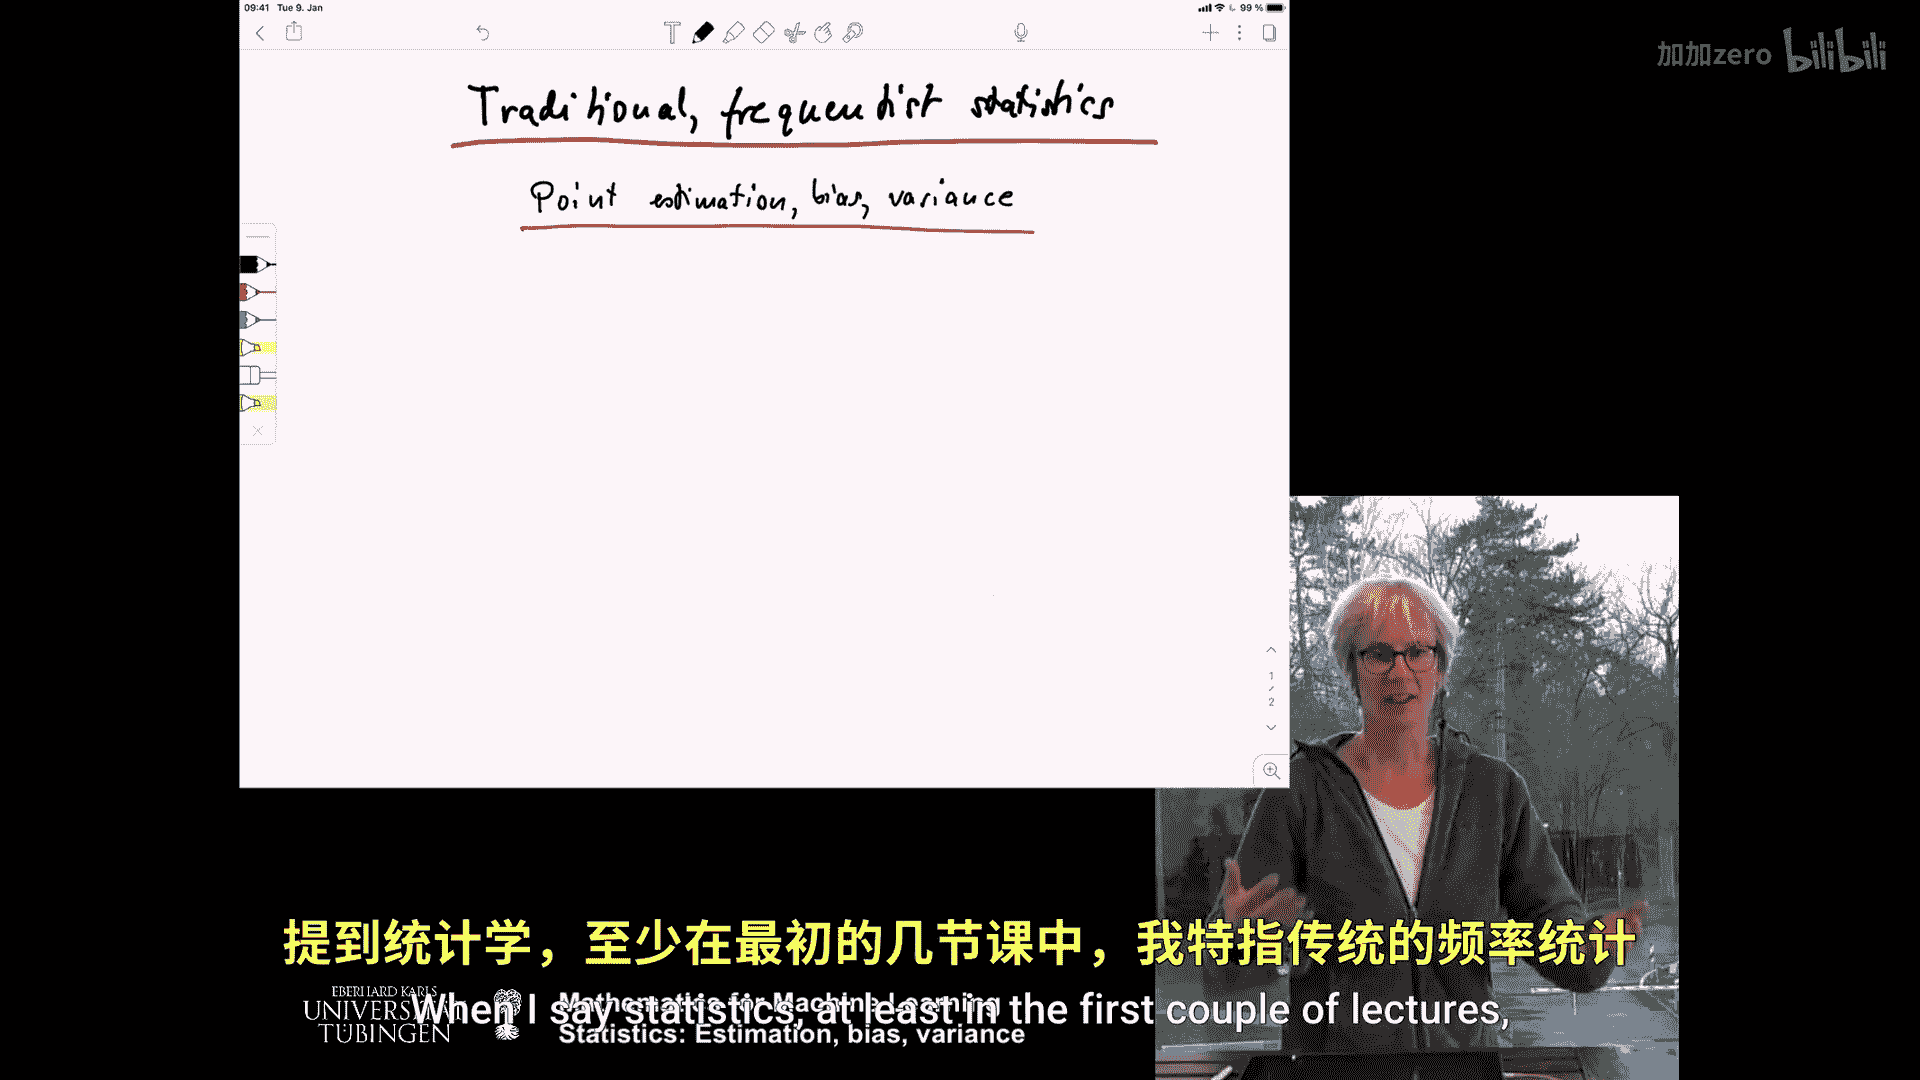 09:41 Tue 9. Jan
99 %
加加zero bilibili
Traditional, frequentist statistics
Point estimation, bias, variance
1
2
提到统计学，至少在最初的几节课中，我特指传统的频率统计
When I say statistics, at least in the first couple of lectures,
EBERHARD KARLS
UNIVERSITÄT
TÜBINGEN
Mathematics for Machine Learning
Statistics: Estimation, bias, variance